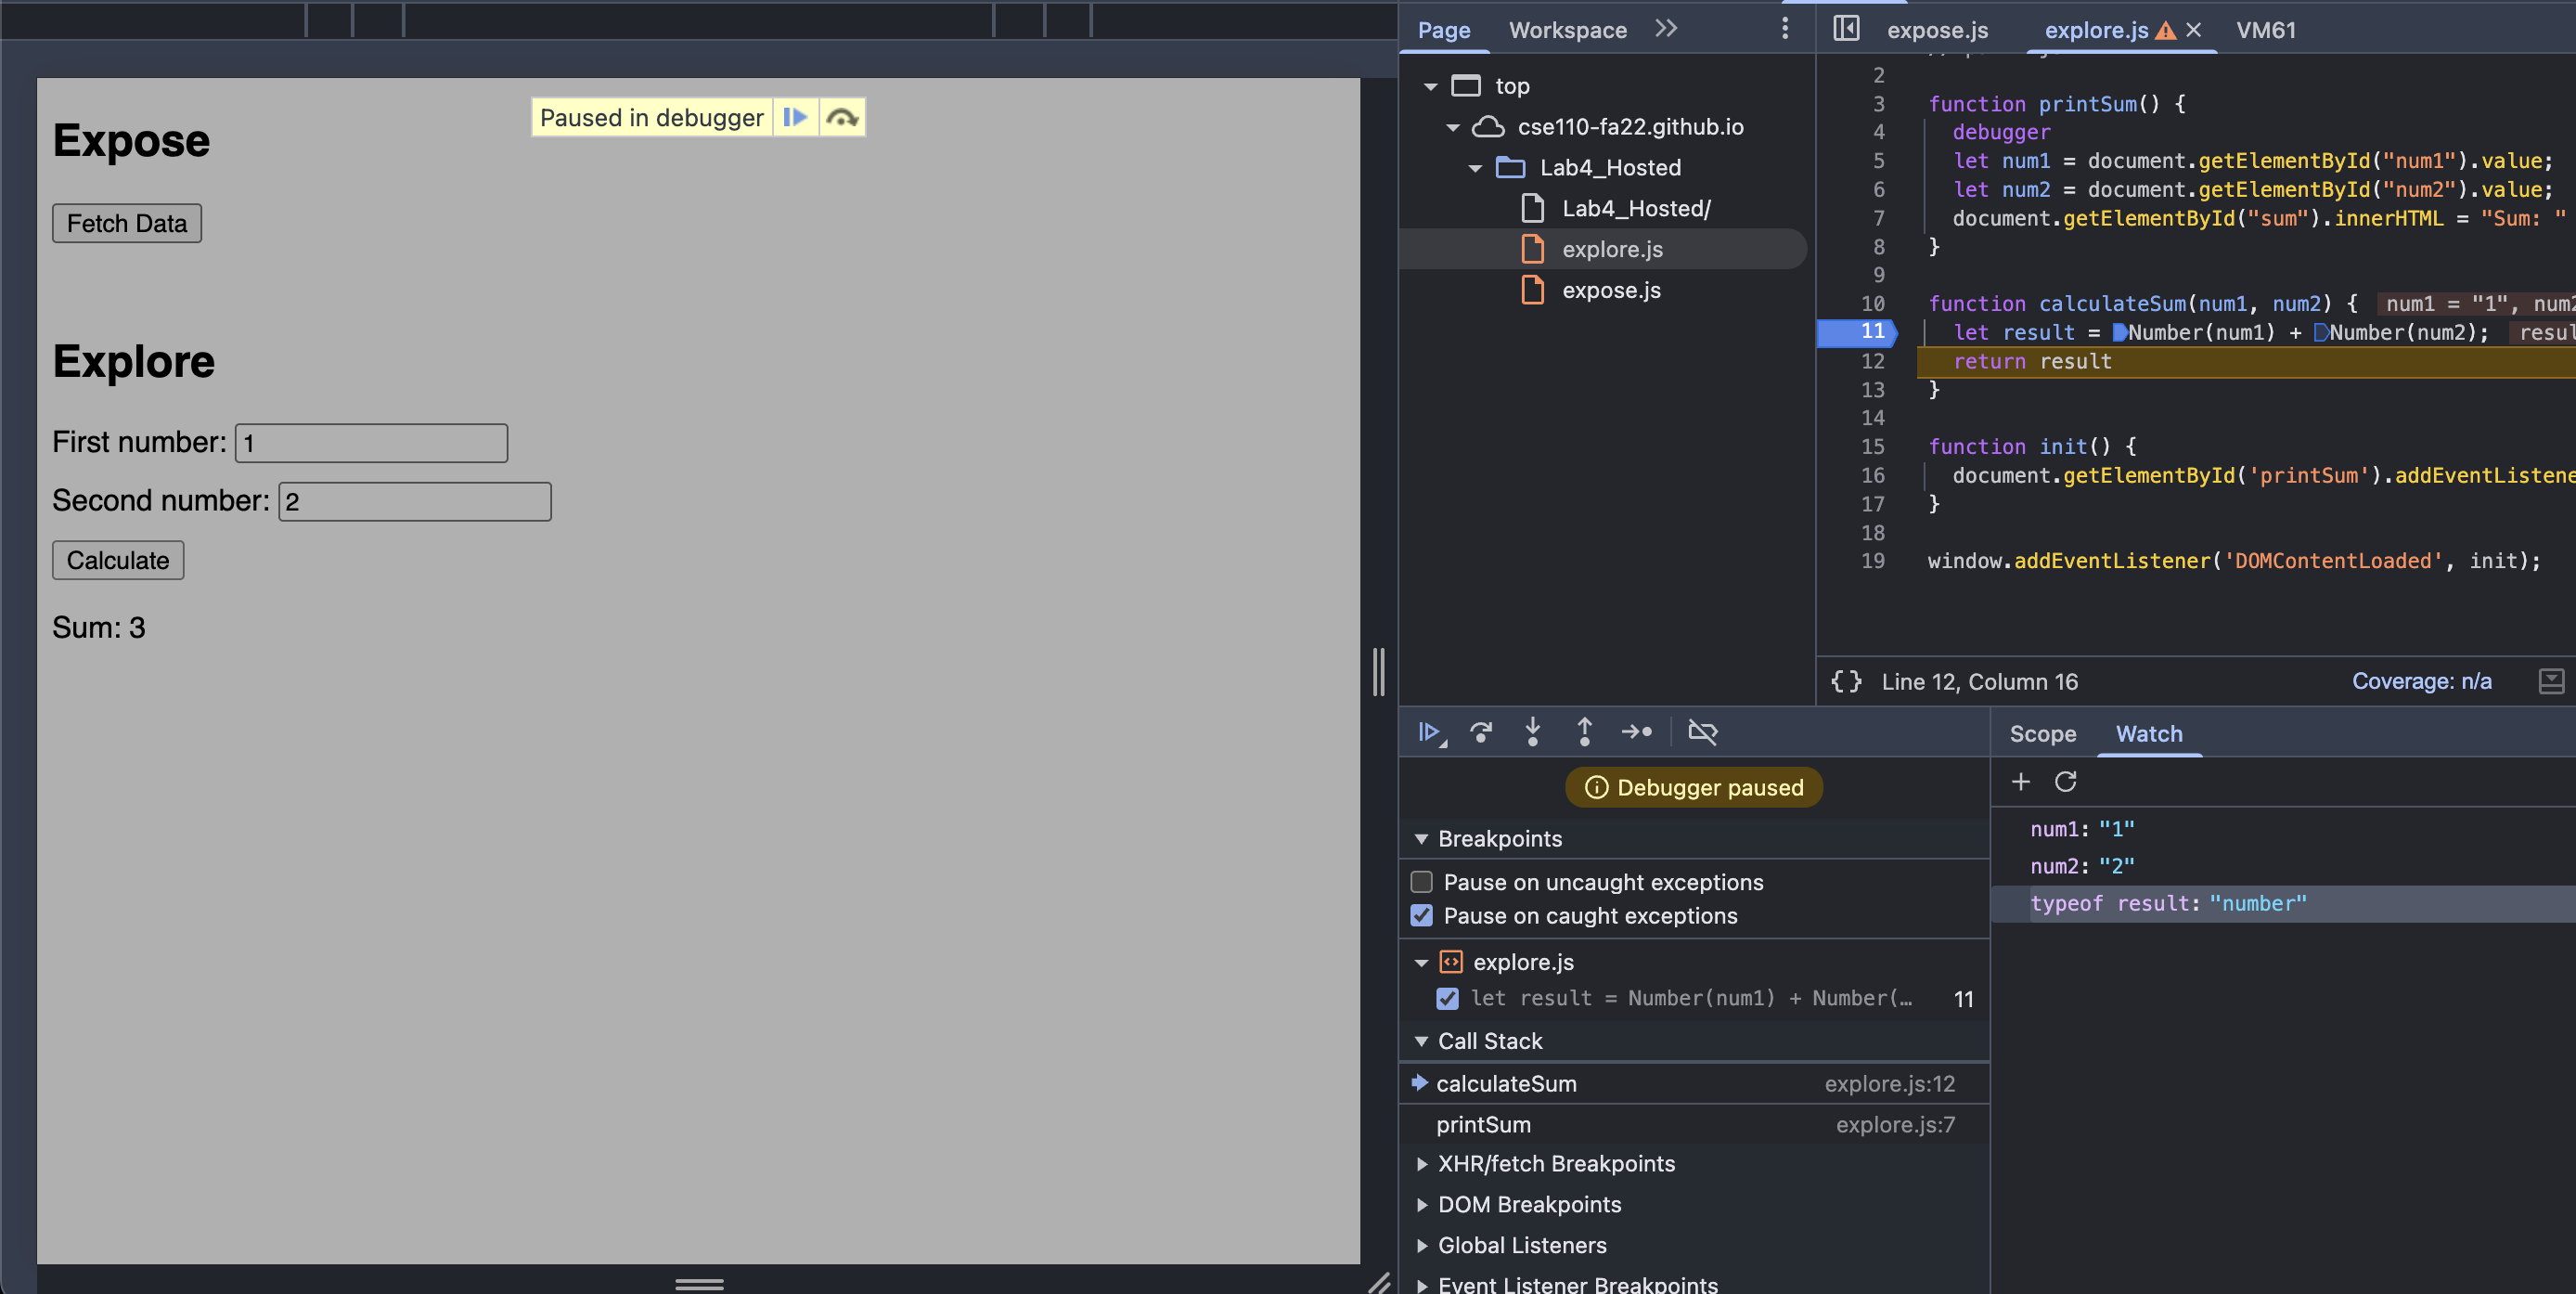 Expose
Paused in debugger
Fetch Data
Explore
First number: 1
Second number: 2
Calculate
Sum: 3
Page
Workspace
top
cse110-fa22.github.io
Lab4_Hosted
Lab4_Hosted/
explore.js
expose.js
expose.js
explore.js
VM61
2
3 function printSum() {
4 debugger
5 let num1 = document.getElementById("num1").value;
6 let num2 = document.getElementById("num2").value;
7 document.getElementById("sum").innerHTML = "Sum: "
8 }
9
10 function calculateSum(num1, num2) { num1 = "1", num2
11 let result = Number(num1) + Number(num2); resul
12 return result
13 }
14
15 function init() {
16 document.getElementById('printSum').addEventListene
17 }
18
19 window.addEventListener('DOMContentLoaded', init);
{} Line 12, Column 16
Coverage: n/a
Debugger paused
Breakpoints
Pause on uncaught exceptions
Pause on caught exceptions
explore.js
let result = Number(num1) + Number(… 11
Call Stack
calculateSum explore.js:12
printSum explore.js:7
XHR/fetch Breakpoints
DOM Breakpoints
Global Listeners
Event Listener Breakpoints
Scope
Watch
num1: "1"
num2: "2"
typeof result: "number"